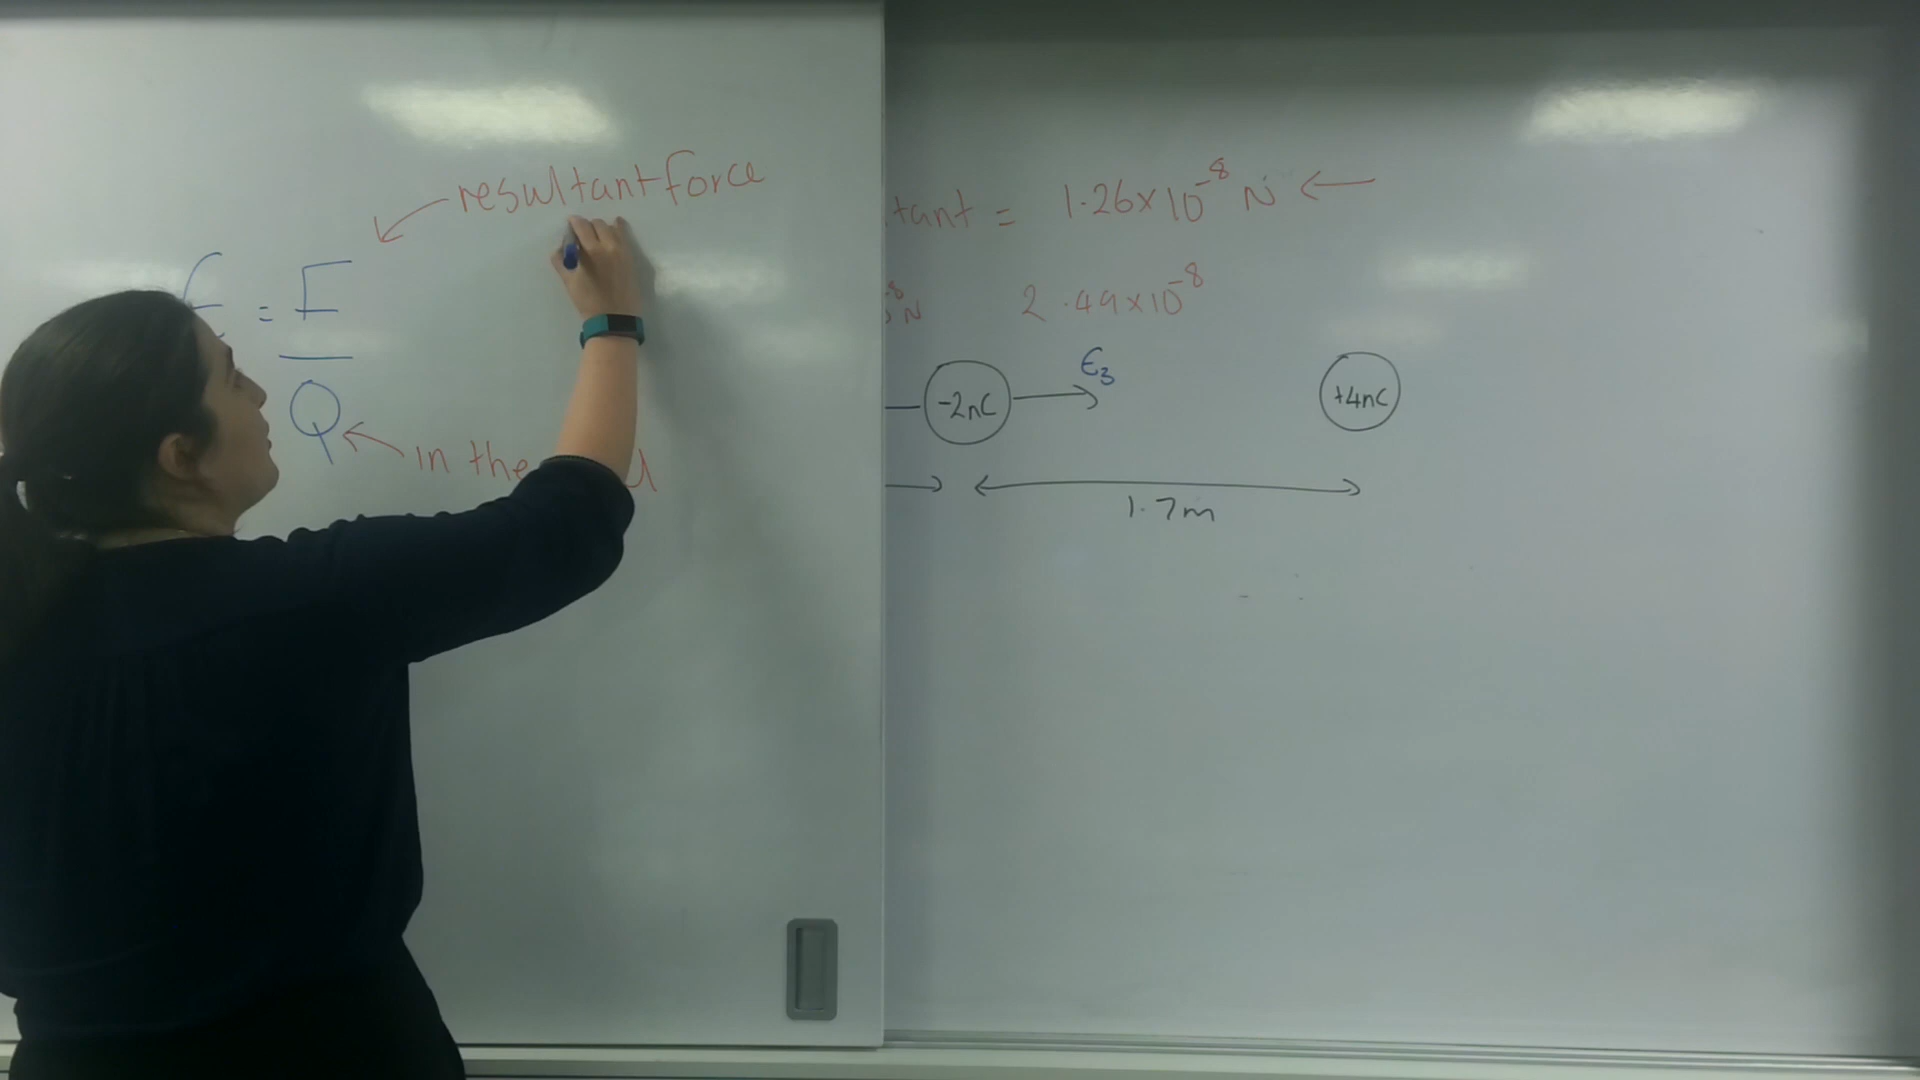 resultant force
E = F
Q
in the
tant = 1.26x10⁻⁸ N
N 2.49x10⁻⁸
E₃
-2nC
+4nC
1.7m